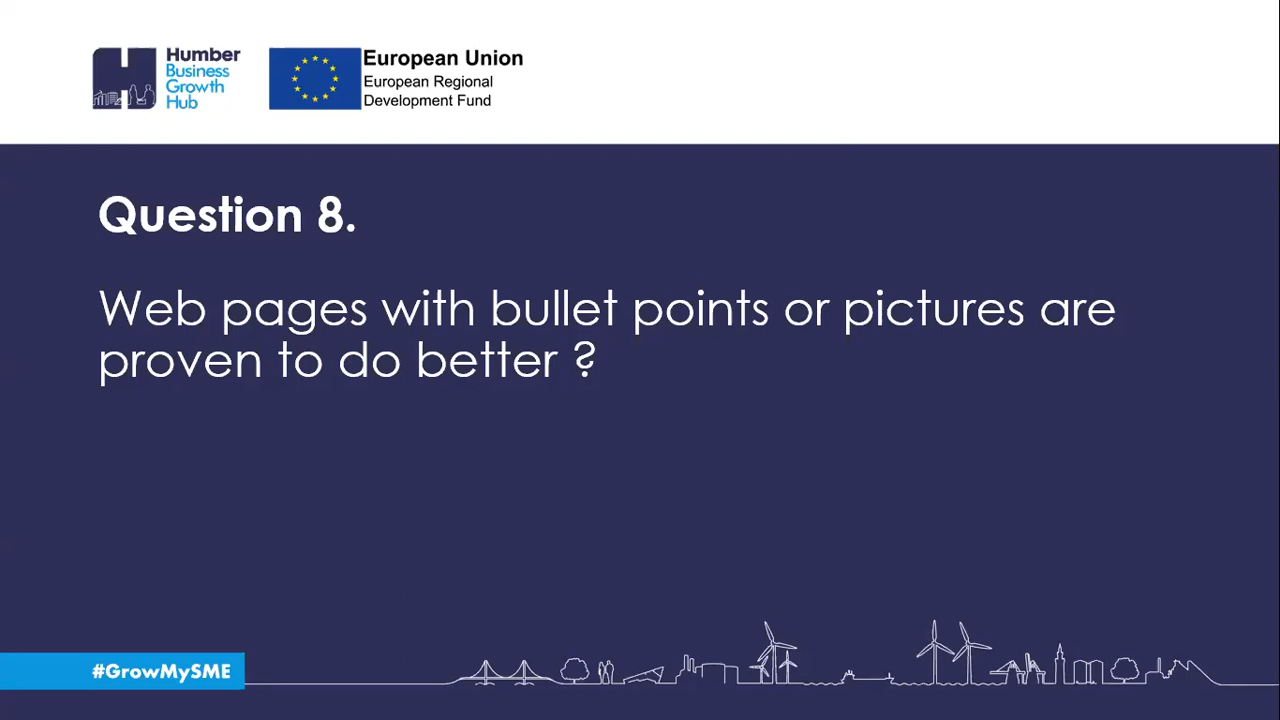 Humber
Business
Growth
Hub
European Union
European Regional
Development Fund
Question 8.
Web pages with bullet points or pictures are
proven to do better ?
#GrowMySME